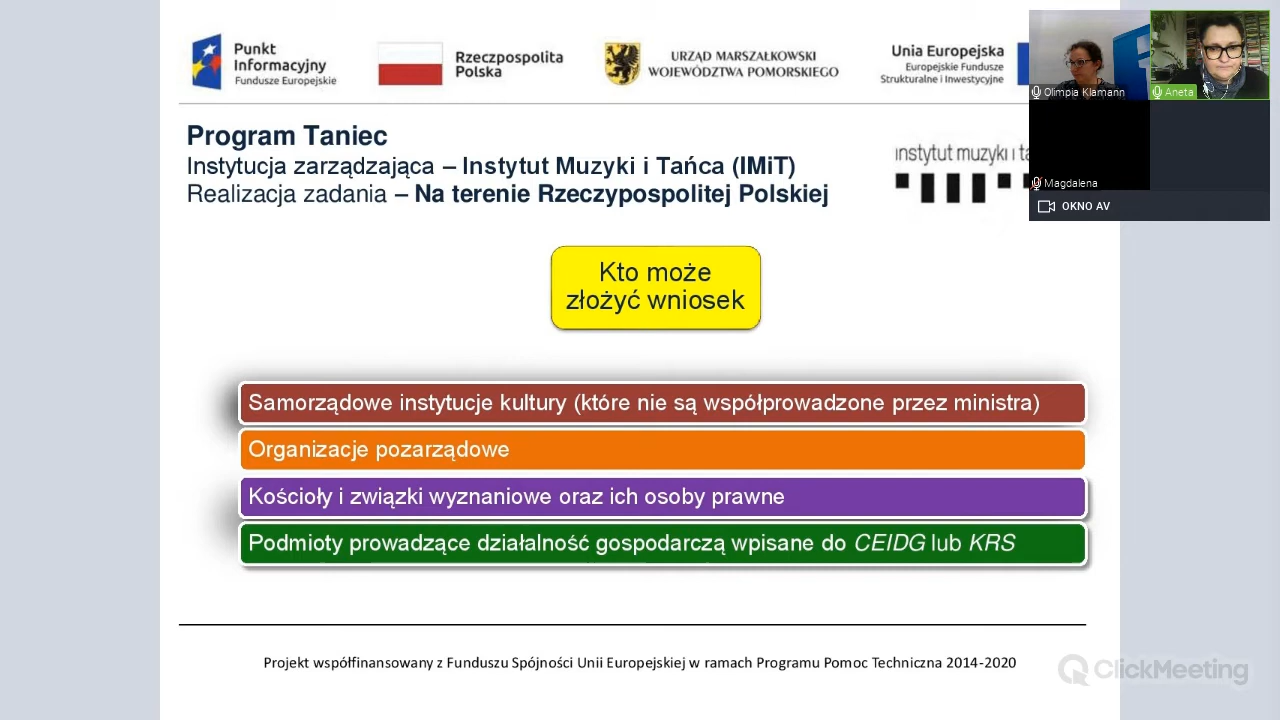 Punkt
Informacyjny
Fundusze Europejskie
Rzeczpospolita
Polska
URZĄD MARSZAŁKOWSKI
WOJEWÓDZTWA POMORSKIEGO
Unia Europejska
Europejskie Fundusze
Strukturalne i Inwestycyjne
Olimpia Klamann
Aneta
Magdalena
OKNO AV
Program Taniec
Instytucja zarządzająca – Instytut Muzyki i Tańca (IMiT)
Realizacja zadania – Na terenie Rzeczypospolitej Polskiej
instytut muzyki i ta
Kto może
złożyć wniosek
Samorządowe instytucje kultury (które nie są współprowadzone przez ministra)
Organizacje pozarządowe
Kościoły i związki wyznaniowe oraz ich osoby prawne
Podmioty prowadzące działalność gospodarczą wpisane do CEIDG lub KRS
Projekt współfinansowany z Funduszu Spójności Unii Europejskiej w ramach Programu Pomoc Techniczna 2014-2020
ClickMeeting